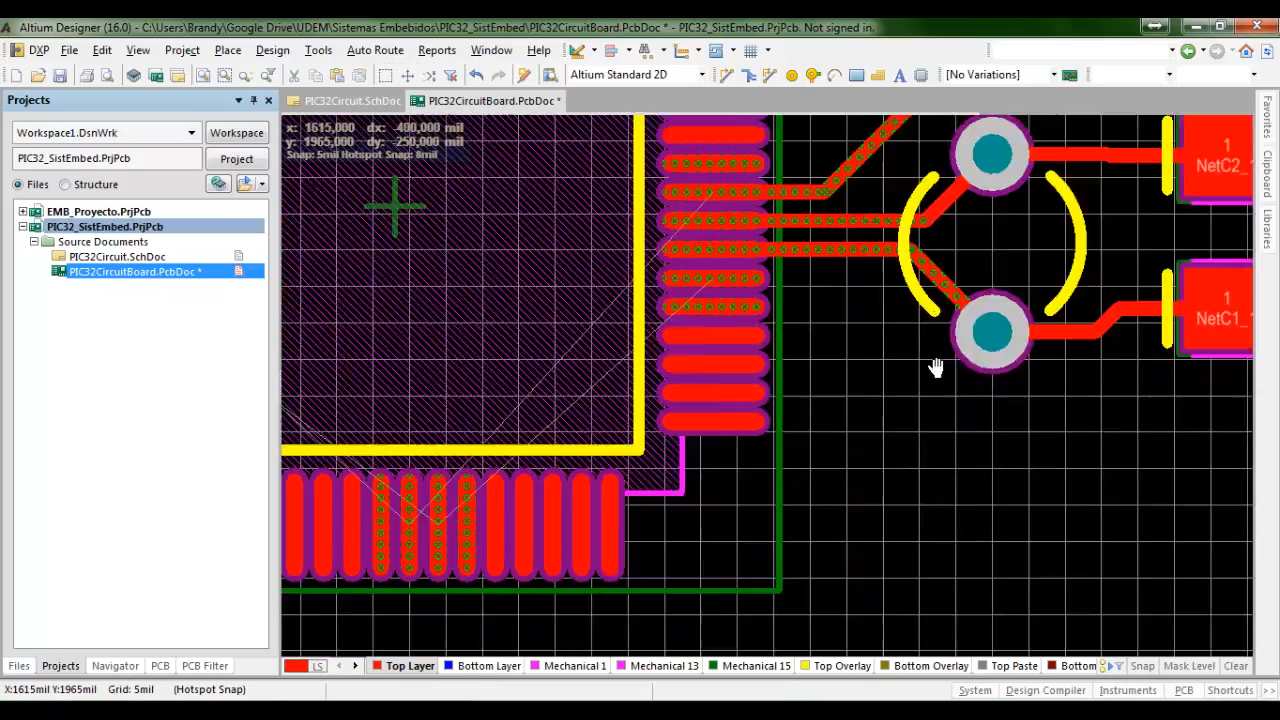 Altium Designer (16.0) - C:\Users\Brandy\Google Drive\UDEM\Sistemas Embebidos\PIC32_SistEmbed\PIC32CircuitBoard.PcbDoc * - PIC32_SistEmbed.PrjPcb. Not signed in.
DXP File Edit View Project Place Design Tools Auto Route Reports Window Help
Altium Standard 2D [No Variations]
Projects
PIC32Circuit.SchDoc PIC32CircuitBoard.PcbDoc *
Workspace1.DsnWrk Workspace
PIC32_SistEmbed.PrjPcb Project
Files Structure
EMB_Proyecto.PrjPcb
PIC32_SistEmbed.PrjPcb
Source Documents
PIC32Circuit.SchDoc
PIC32CircuitBoard.PcbDoc *
x: 1615,000 dx: -400,000 mil
y: 1965,000 dy: -250,000 mil
Snap: 5mil Hotspot Snap: 8mil
1
NetC2_
1
NetC1_
Favorites
Clipboard
Libraries
Files Projects Navigator PCB PCB Filter
LS Top Layer Bottom Layer Mechanical 1 Mechanical 13 Mechanical 15 Top Overlay Bottom Overlay Top Paste Bottom Snap Mask Level Clear
X:1615mil Y:1965mil Grid: 5mil (Hotspot Snap)
System Design Compiler Instruments PCB Shortcuts >>